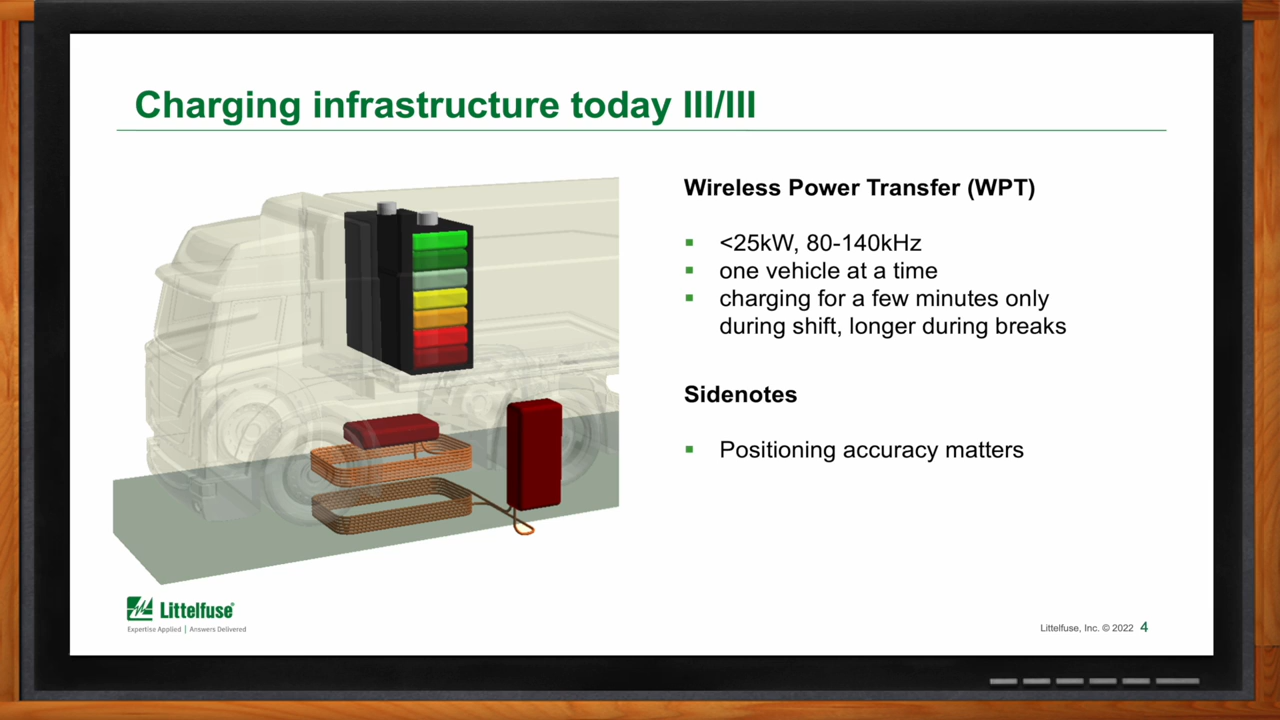 Charging infrastructure today III/III
Wireless Power Transfer (WPT)
<25kW, 80-140kHz
one vehicle at a time
charging for a few minutes only
during shift, longer during breaks
Sidenotes
Positioning accuracy matters
Littelfuse®
Expertise Applied | Answers Delivered
Littelfuse, Inc. © 2022 4